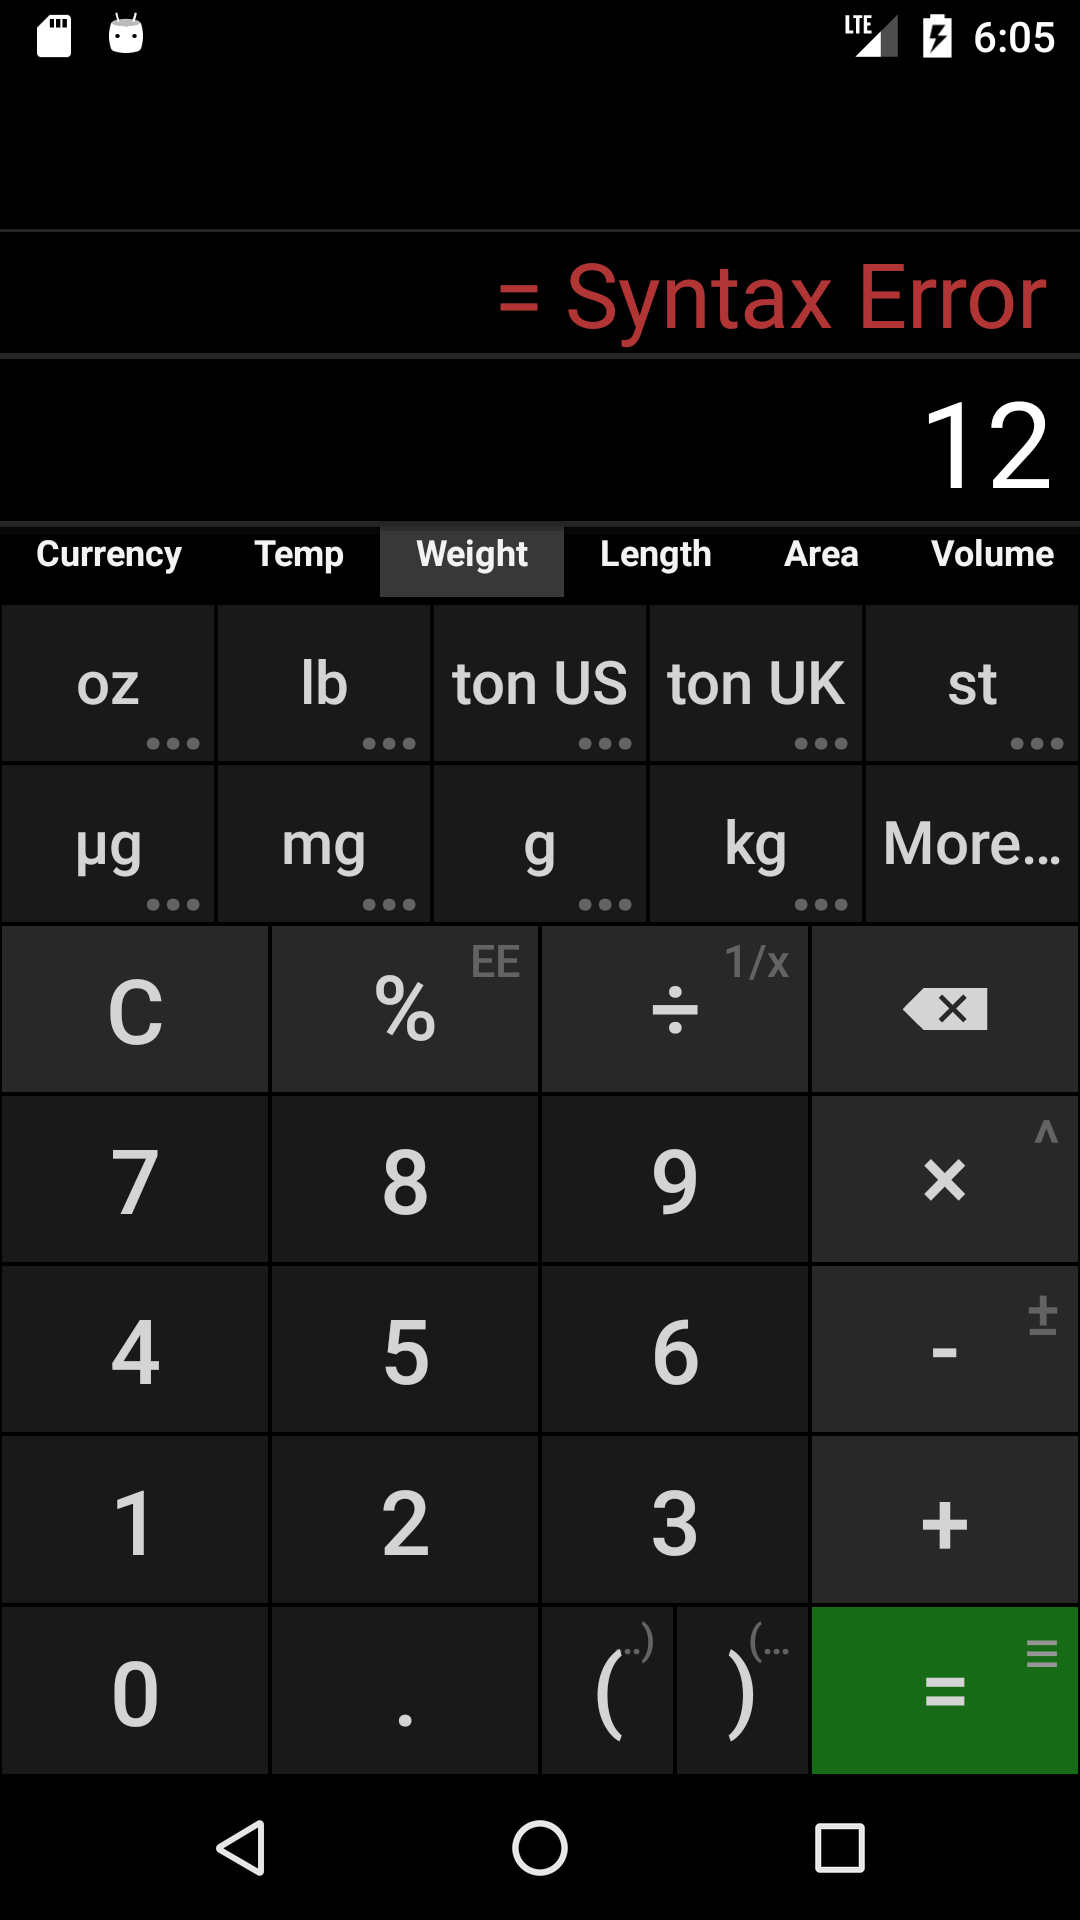 LTE 6:05
= Syntax Error
12
Currency Temp Weight Length Area Volume
oz lb ton US ton UK st
µg mg g kg More...
C % EE ÷ 1/x
7 8 9 × ^
4 5 6 - ±
1 2 3 +
0 . ( ..) ) (... =